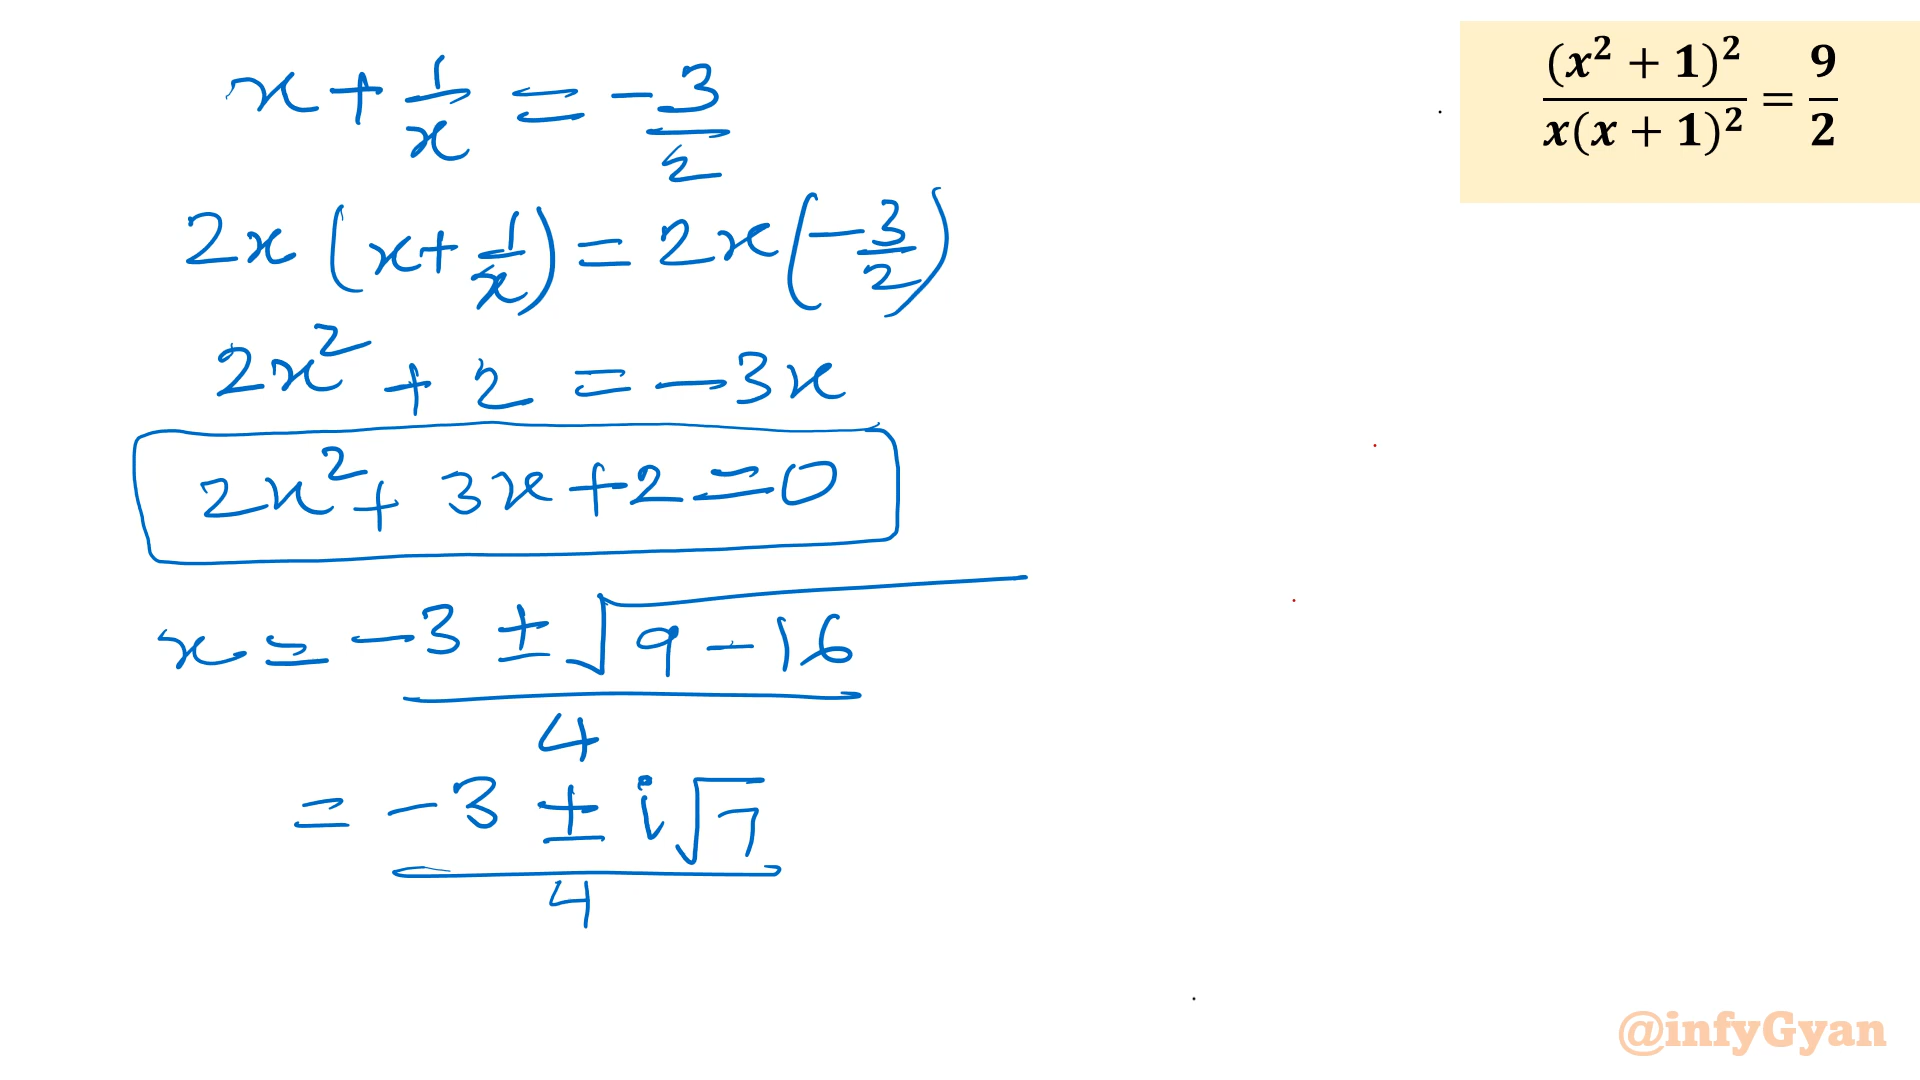 x + 1/x = -3/2
2x (x + 1/x) = 2x (-3/2)
2x² + 2 = -3x
2x² + 3x + 2 = 0
x = (-3 ± √(9 - 16))/4
= (-3 ± i√7)/4
(x² + 1)² / x(x + 1)² = 9/2
@infyGyan